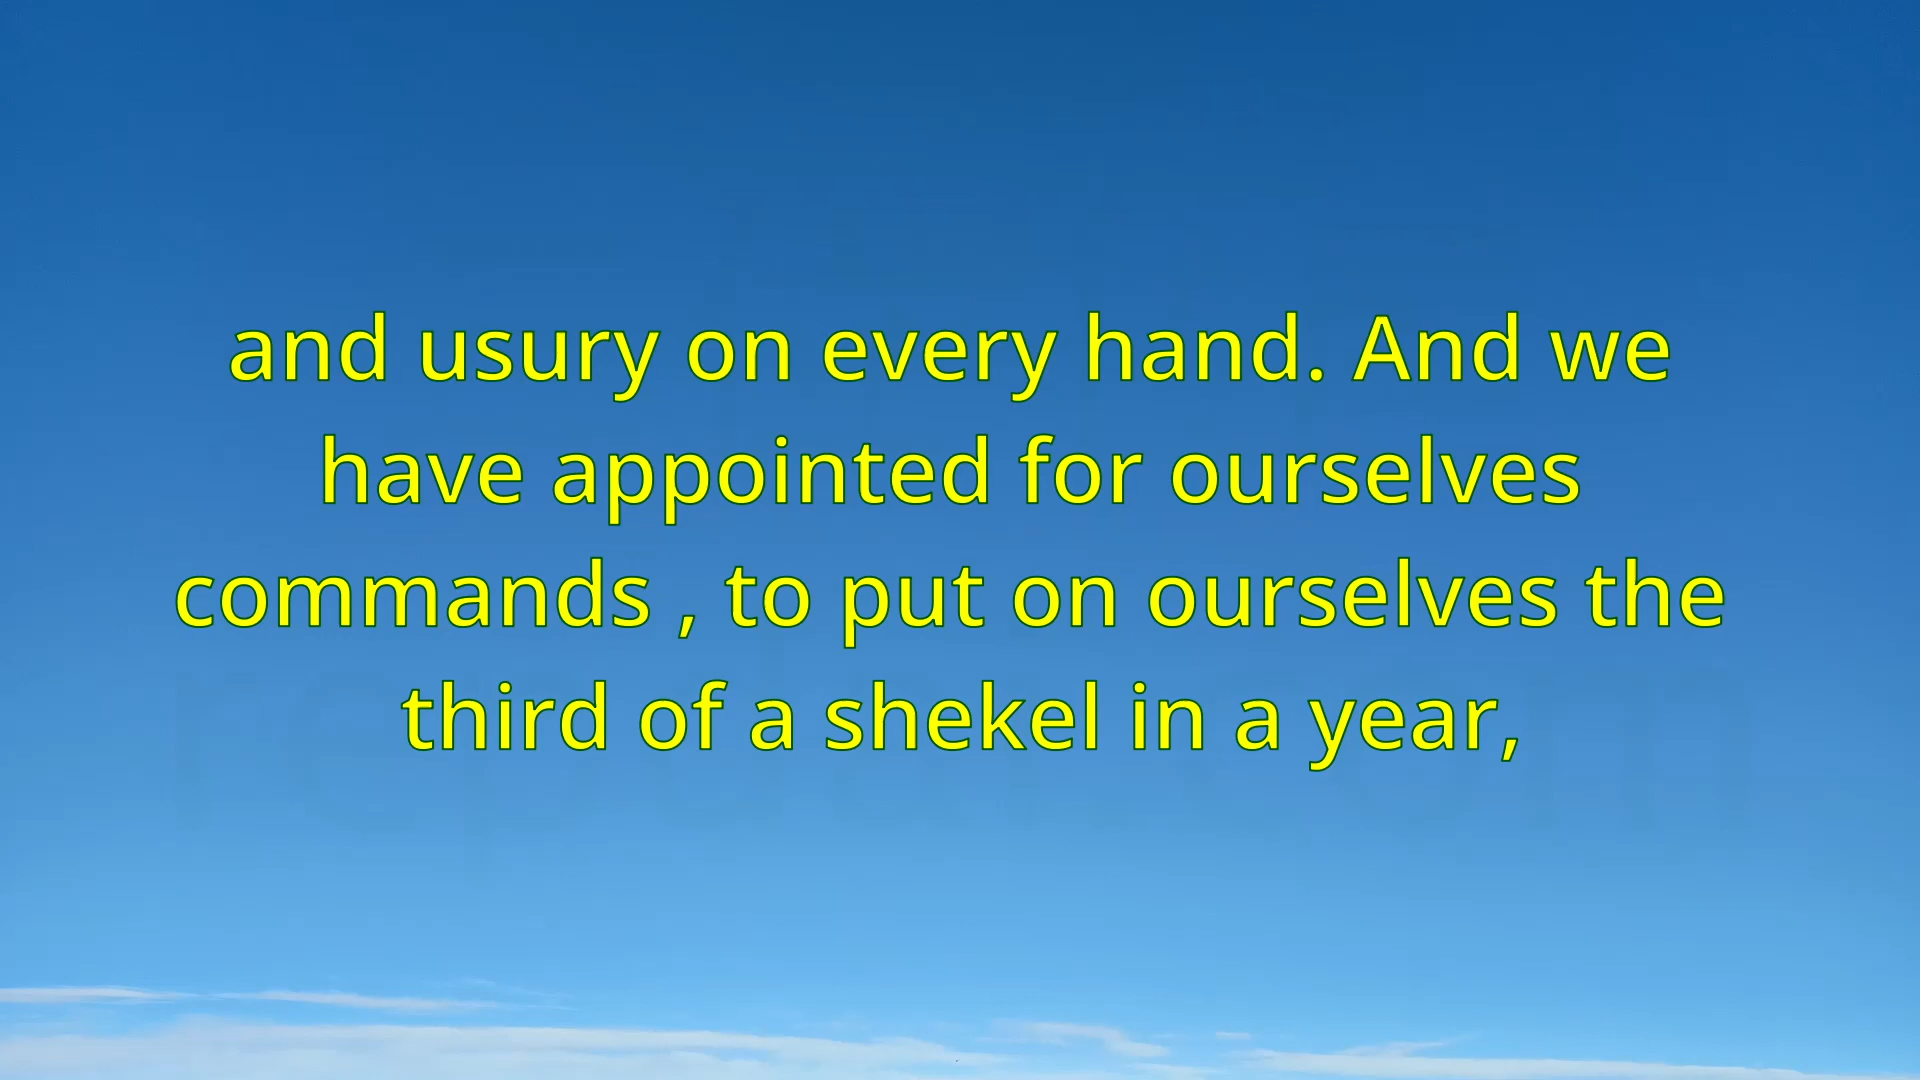 and usury on every hand. And we
have appointed for ourselves
commands , to put on ourselves the
third of a shekel in a year,